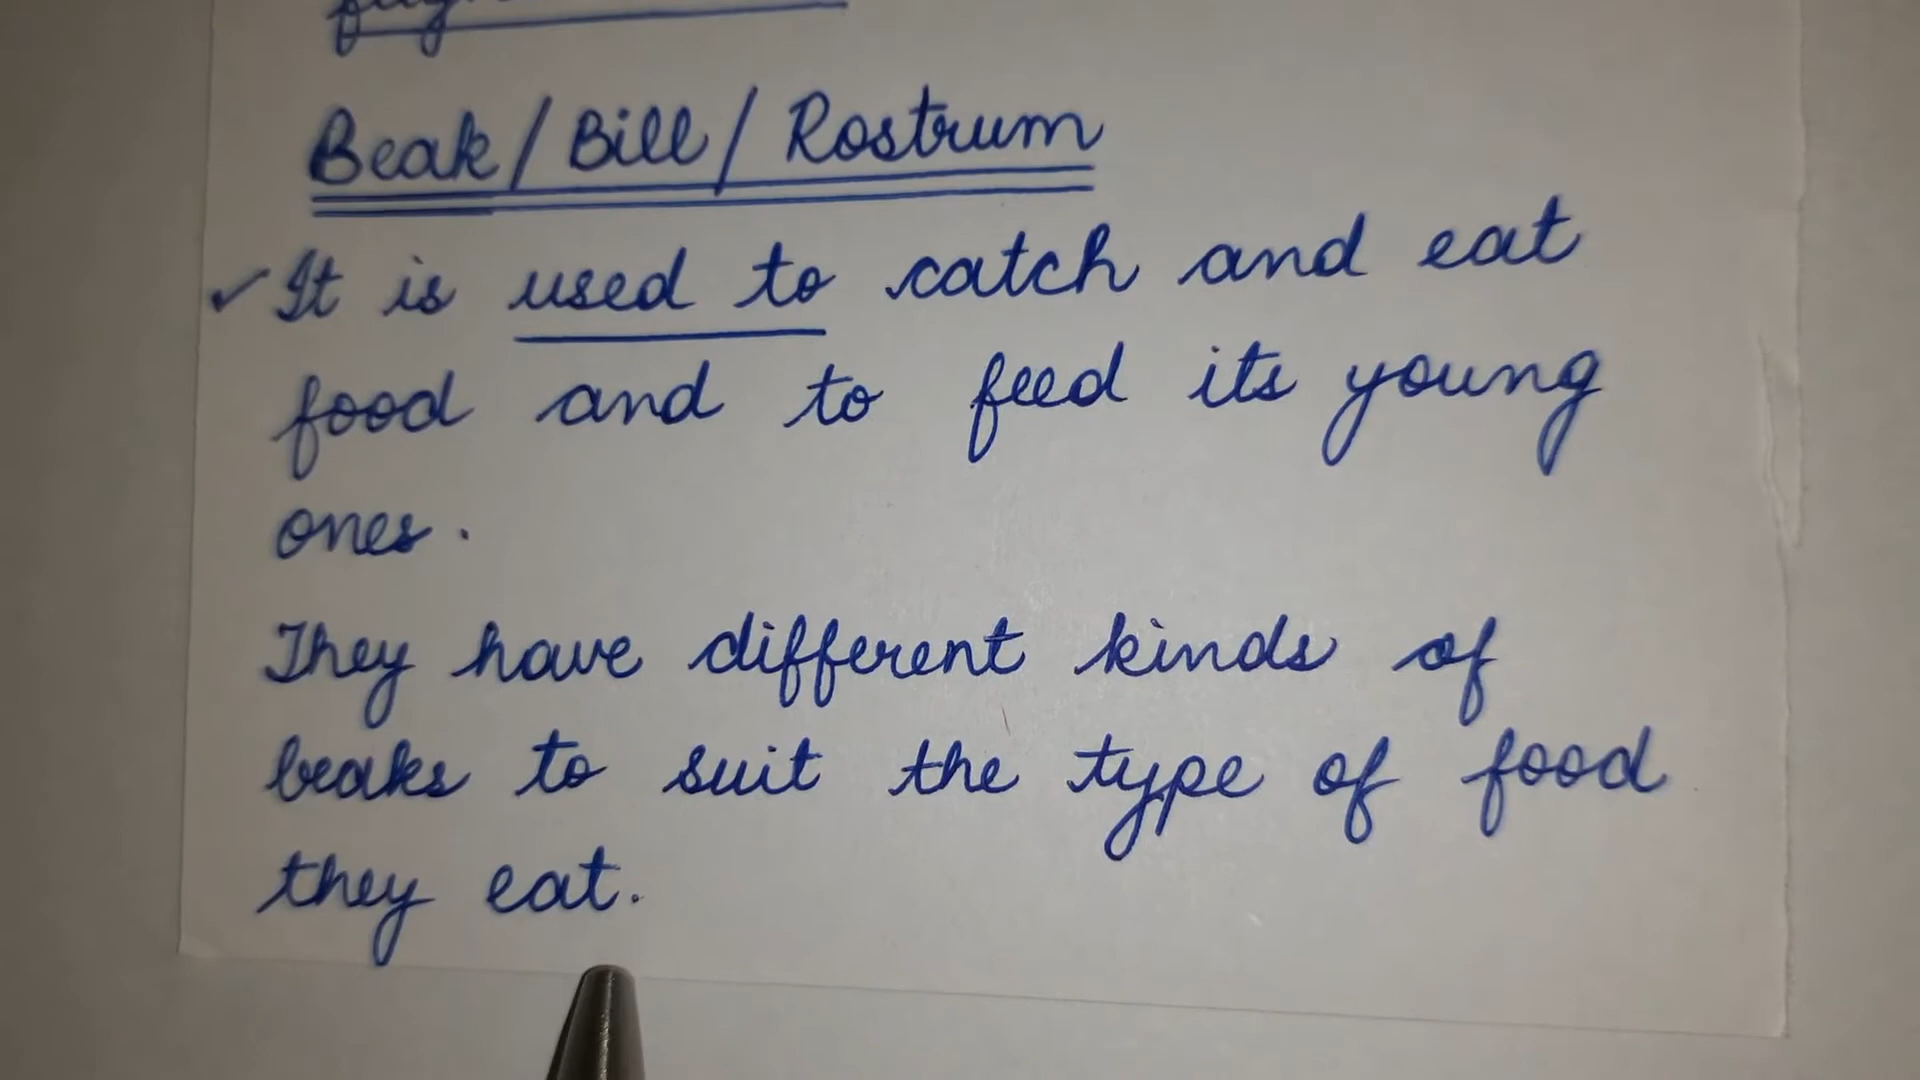 Beak/Bill/Rostrum
It is used to catch and eat
food and to feed its young
ones.
They have different kinds of
beaks to suit the type of food
they eat.